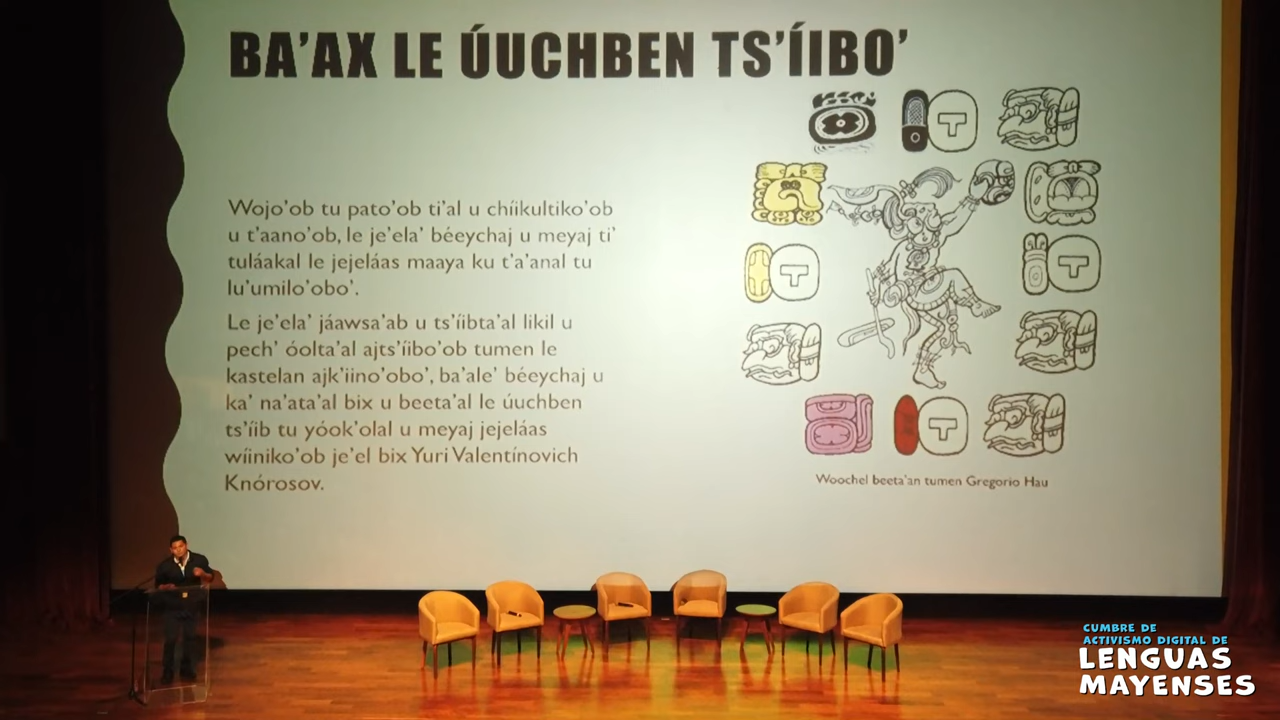 BA'AX LE ÚUCHBEN TS'ÍIBO'
Wojo'ob tu pato'ob ti'al u chíikultiko'ob
u t'aano'ob, le je'ela' béeychaj u meyaj ti'
tuláakal le jejeláas maaya ku t'a'anal tu
lu'umilo'obo'.
Le je'ela' jáawsa'ab u ts'íibta'al likil u
pech' óolta'al ajts'íibo'ob tumen le
kastelan ajk'iino'obo', ba'ale' béeychaj u
ka' na'ata'al bix u beeta'al le úuchben
ts'íib tu yóok'olal u meyaj jejeláas
wíiniko'ob je'el bix Yuri Valentínovich
Knórosov.
Woochel beeta'an tumen Gregorio Hau
CUMBRE DE
ACTIVISMO DIGITAL DE
LENGUAS
MAYENSES